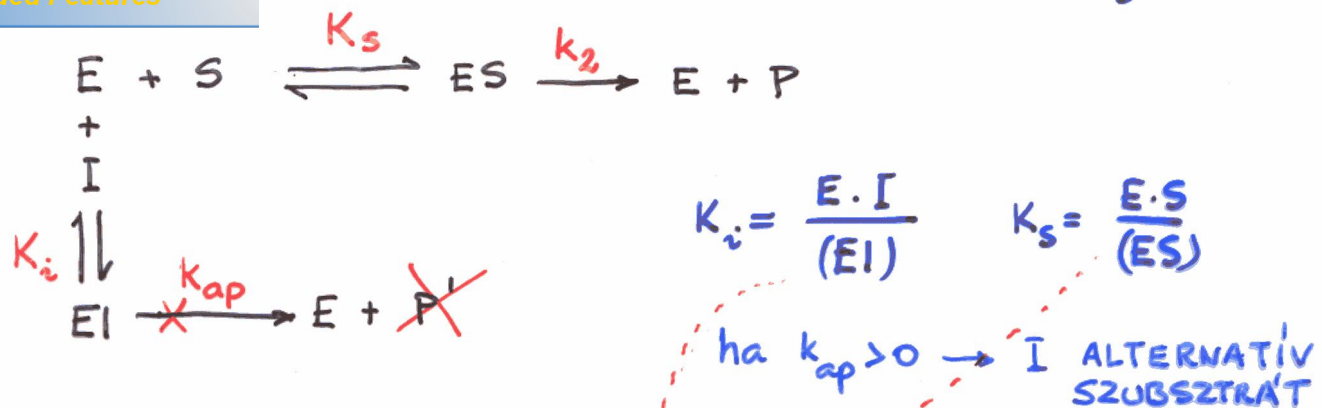 Ks
k2
E + S ⇌ ES → E + P
+
I
Ki
kap
EI → E + P'
Ki = E.I / (EI)
Ks = E.S / (ES)
ha kap>0 → I ALTERNATÍV
SZUBSZTRÁT